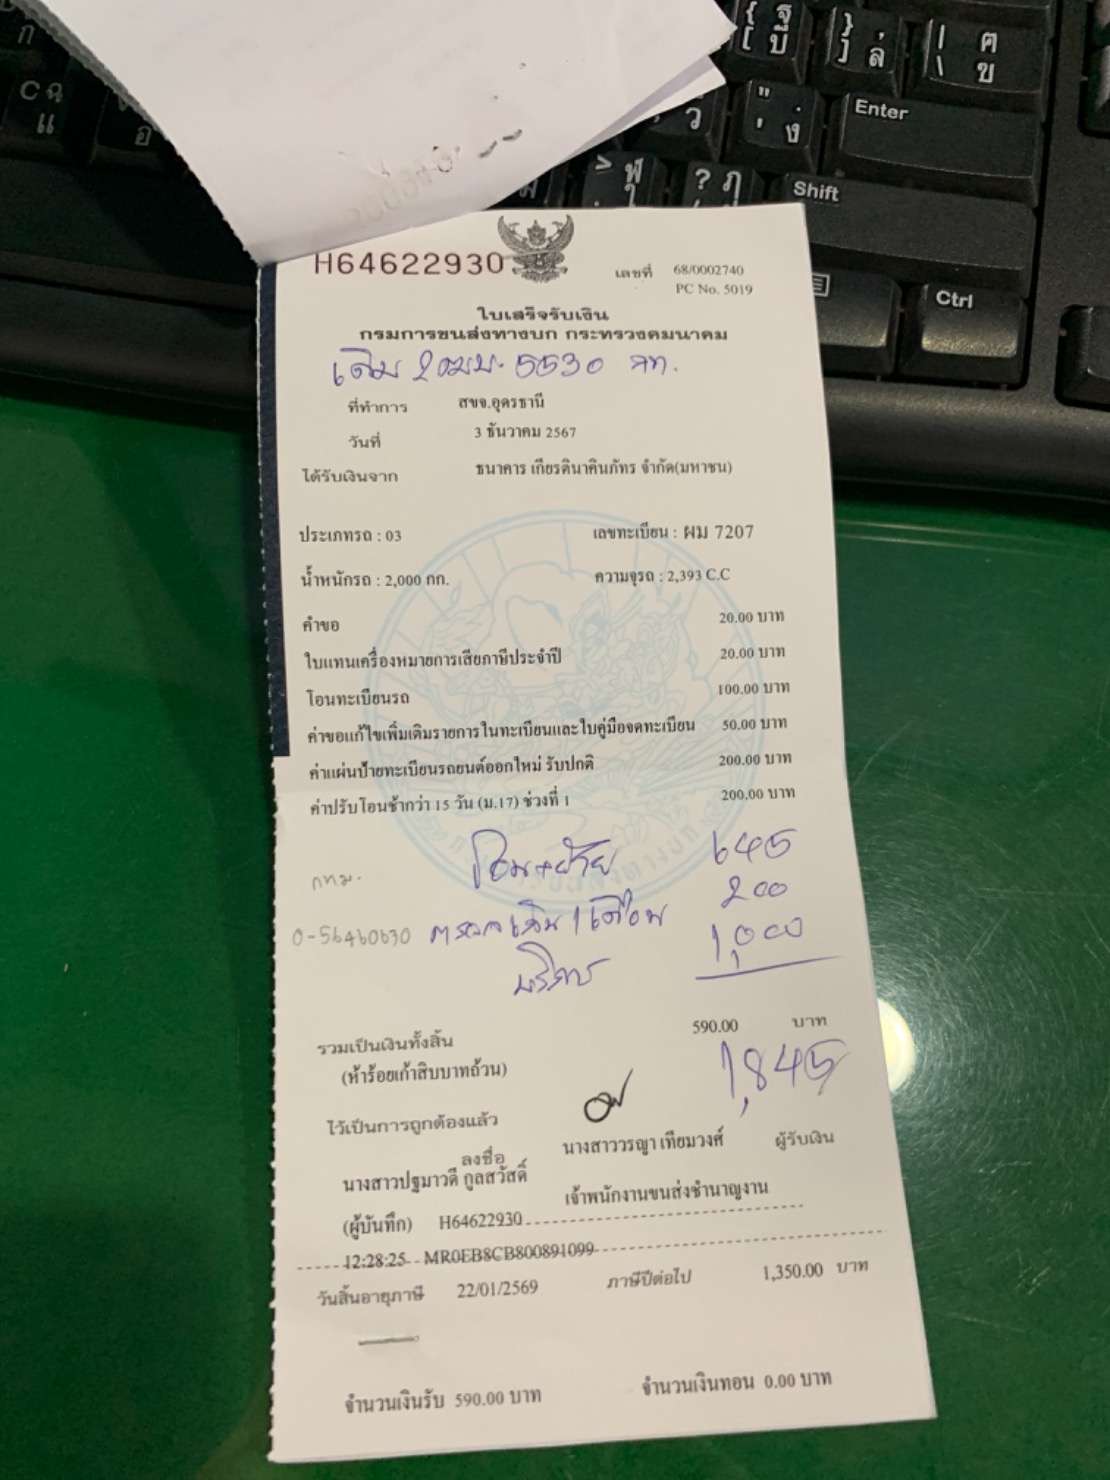 H64622930
เลขที่ 68/0002740
PC No. 5019
ใบเสร็จรับเงิน
กรมการขนส่งทางบก กระทรวงคมนาคม
เดิม 2ฒฆ-5530 กท.
ที่ทำการ สขจ.อุดรธานี
วันที่ 3 ธันวาคม 2567
ได้รับเงินจาก ธนาคาร เกียรตินาคินภัทร จำกัด(มหาชน)
ประเภทรถ : 03 เลขทะเบียน : ผม 7207
น้ำหนักรถ : 2,000 กก. ความจุรถ : 2,393 C.C
คำขอ 20.00 บาท
ใบแทนเครื่องหมายการเสียภาษีประจำปี 20.00 บาท
โอนทะเบียนรถ 100.00 บาท
ค่าขอแก้ไขเพิ่มเติมรายการในทะเบียนและใบคู่มือจดทะเบียน 50.00 บาท
ค่าแผ่นป้ายทะเบียนรถยนต์ออกใหม่ รับปกติ 200.00 บาท
ค่าปรับโอนช้ากว่า 15 วัน (ม.17) ช่วงที่ 1 200.00 บาท
โอน+ย้าย 645
กทม. 200
0-56460630 เดือน
บริการ 1,000
รวมเป็นเงินทั้งสิ้น 590.00 บาท
(ห้าร้อยเก้าสิบบาทถ้วน) 1,845
ไว้เป็นการถูกต้องแล้ว
ลงชื่อ นางสาววรญา เทียมวงศ์ ผู้รับเงิน
นางสาวปฐมาวดี กูลสวัสดิ์
เจ้าพนักงานขนส่งชำนาญงาน
(ผู้บันทึก) H64622930
12:28:25 MR0EB8CB800891099
วันสิ้นอายุภาษี 22/01/2569 ภาษีปีต่อไป 1,350.00 บาท
จำนวนเงินรับ 590.00 บาท จำนวนเงินทอน 0.00 บาท
Enter
Shift
Ctrl